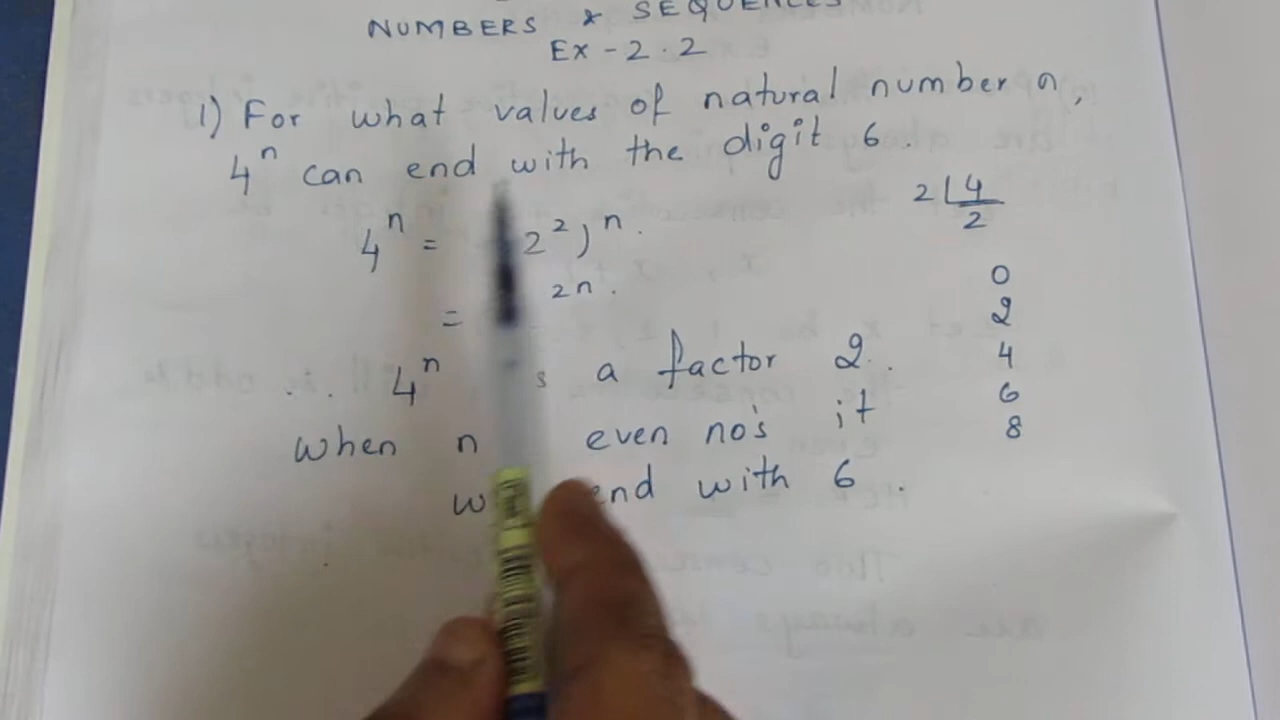 NUMBERS & SEQUENCES
Ex - 2.2
1) For what values of natural number n,
4ⁿ can end with the digit 6.
4ⁿ = 2²)ⁿ.
= 2n.
∴ 4ⁿ a factor 2.
When n even no's it
end with 6.
2 | 4
2
0
2
4
6
8